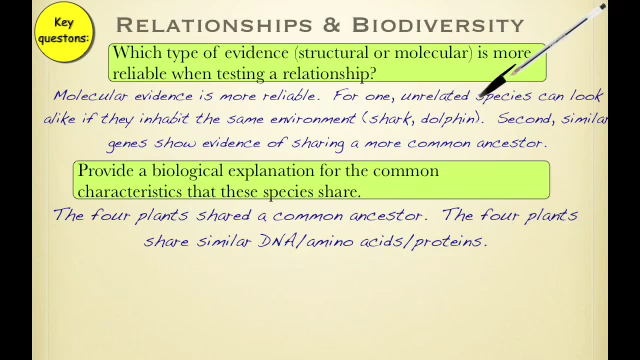 Key
questons:
Relationships & Biodiversity
Which type of evidence (structural or molecular) is more
reliable when testing a relationship?
Molecular evidence is more reliable. For one, unrelated species can look
alike if they inhabit the same environment (shark, dolphin). Second, similar
genes show evidence of sharing a more common ancestor.
Provide a biological explanation for the common
characteristics that these species share.
The four plants shared a common ancestor. The four plants
share similar DNA/amino acids/proteins.